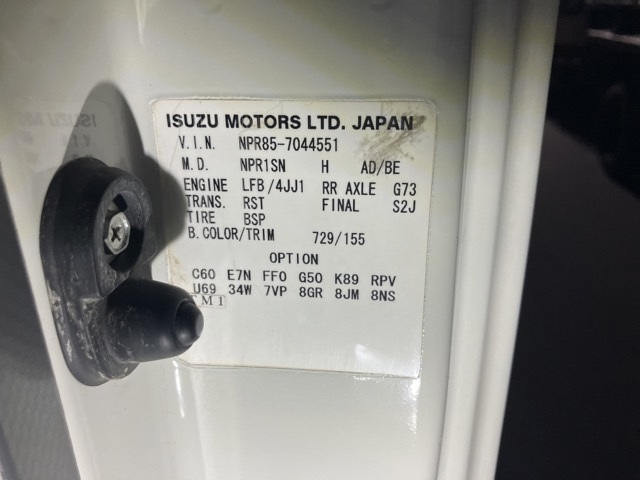 ISUZU MOTORS LTD. JAPAN
V.I.N. NPR85-7044551
M.D. NPR1SN H AD/BE
ENGINE LFB/4JJ1 RR AXLE G73
TRANS. RST FINAL S2J
TIRE BSP
B.COLOR/TRIM 729/155
OPTION
C60 E7N FF0 G50 K89 RPV
U69 34W 7VP 8GR 8JM 8NS
M1